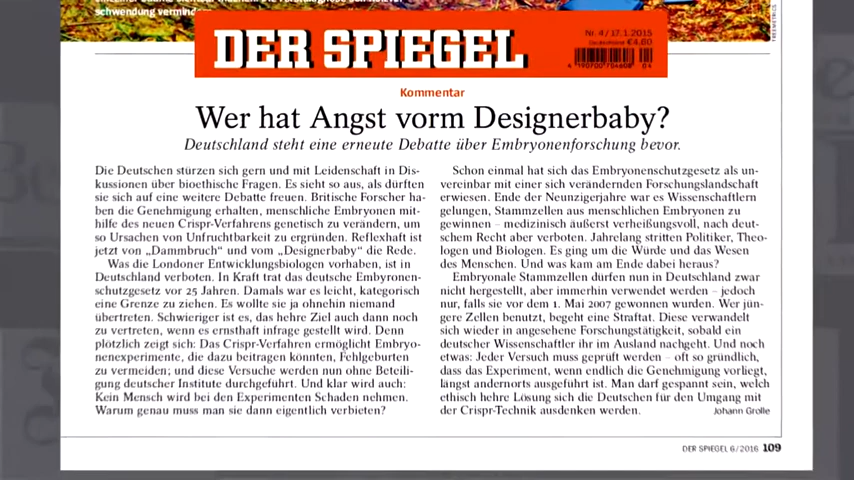 schwendung vermind
DER SPIEGEL
Nr. 4 / 17.1.2015
Deutschland €4,60
4 190700 704608 04
Kommentar
Wer hat Angst vorm Designerbaby?
Deutschland steht eine erneute Debatte über Embryonenforschung bevor.
Die Deutschen stürzen sich gern und mit Leidenschaft in Dis-
kussionen über bioethische Fragen. Es sieht so aus, als dürften
sie sich auf eine weitere Debatte freuen. Britische Forscher ha-
ben die Genehmigung erhalten, menschliche Embryonen mit-
hilfe des neuen Crispr-Verfahrens genetisch zu verändern, um
so Ursachen von Unfruchtbarkeit zu ergründen. Reflexhaft ist
jetzt von „Dammbruch“ und vom „Designerbaby“ die Rede.
Was die Londoner Entwicklungsbiologen vorhaben, ist in
Deutschland verboten. In Kraft trat das deutsche Embryonen-
schutzgesetz vor 25 Jahren. Damals war es leicht, kategorisch
eine Grenze zu ziehen. Es wollte sie ja ohnehin niemand
übertreten. Schwieriger ist es, das hehre Ziel auch dann noch
zu vertreten, wenn es ernsthaft infrage gestellt wird. Denn
plötzlich zeigt sich: Das Crispr-Verfahren ermöglicht Embryo-
nenexperimente, die dazu beitragen könnten, Fehlgeburten
zu vermeiden; und diese Versuche werden nun ohne Beteili-
gung deutscher Institute durchgeführt. Und klar wird auch:
Kein Mensch wird bei den Experimenten Schaden nehmen.
Warum genau muss man sie dann eigentlich verbieten?
Schon einmal hat sich das Embryonenschutzgesetz als un-
vereinbar mit einer sich verändernden Forschungslandschaft
erwiesen. Ende der Neunzigerjahre war es Wissenschaftlern
gelungen, Stammzellen aus menschlichen Embryonen zu
gewinnen – medizinisch äußerst verheißungsvoll, nach deut-
schem Recht aber verboten. Jahrelang stritten Politiker, Theo-
logen und Biologen. Es ging um die Würde und das Wesen
des Menschen. Und was kam am Ende dabei heraus?
Embryonale Stammzellen dürfen nun in Deutschland zwar
nicht hergestellt, aber immerhin verwendet werden – jedoch
nur, falls sie vor dem 1. Mai 2007 gewonnen wurden. Wer jün-
gere Zellen benutzt, begeht eine Straftat. Diese verwandelt
sich wieder in angesehene Forschungstätigkeit, sobald ein
deutscher Wissenschaftler ihr im Ausland nachgeht. Und noch
etwas: Jeder Versuch muss geprüft werden – oft so gründlich,
dass das Experiment, wenn endlich die Genehmigung vorliegt,
längst andernorts ausgeführt ist. Man darf gespannt sein, welch
ethisch hehre Lösung sich die Deutschen für den Umgang mit
der Crispr-Technik ausdenken werden.
Johann Grolle
DER SPIEGEL 6 / 2016 109